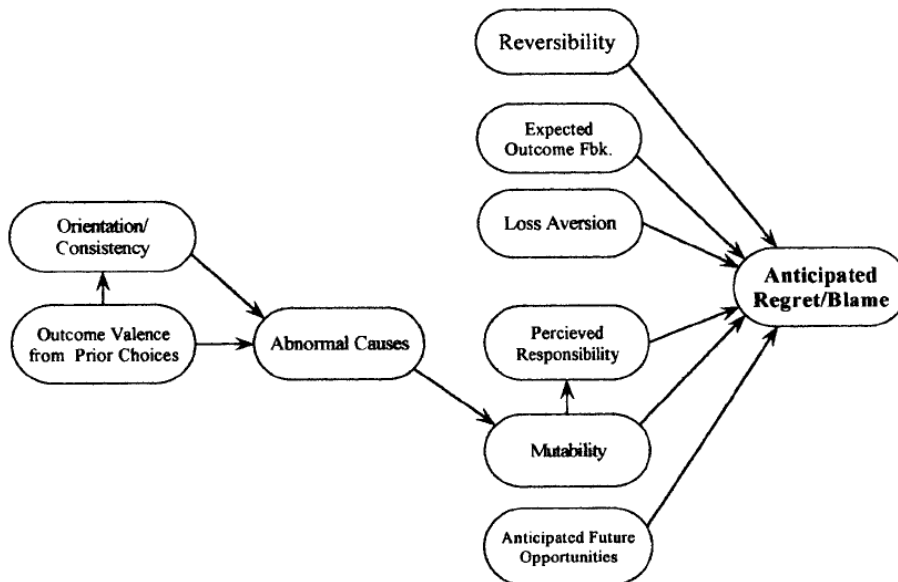 Reversibility
Expected
Outcome Fbk.
Orientation/
Consistency
Loss Aversion
Anticipated
Regret/Blame
Outcome Valence
from Prior Choices
Abnormal Causes
Percieved
Responsibility
Mutability
Anticipated Future
Opportunities